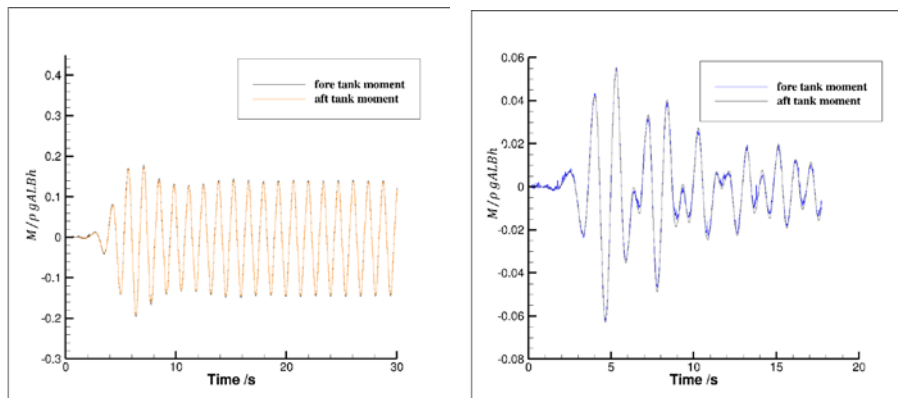 0.4
0.3
0.2
0.1
0
-0.1
-0.2
-0.3
M/ρ gALBh
fore tank moment
aft tank moment
0 10 20 30
Time /s
0.06
0.04
0.02
0
-0.02
-0.04
-0.06
-0.08
M/ρ gALBh
fore tank moment
aft tank moment
0 5 10 15 20
Time /s